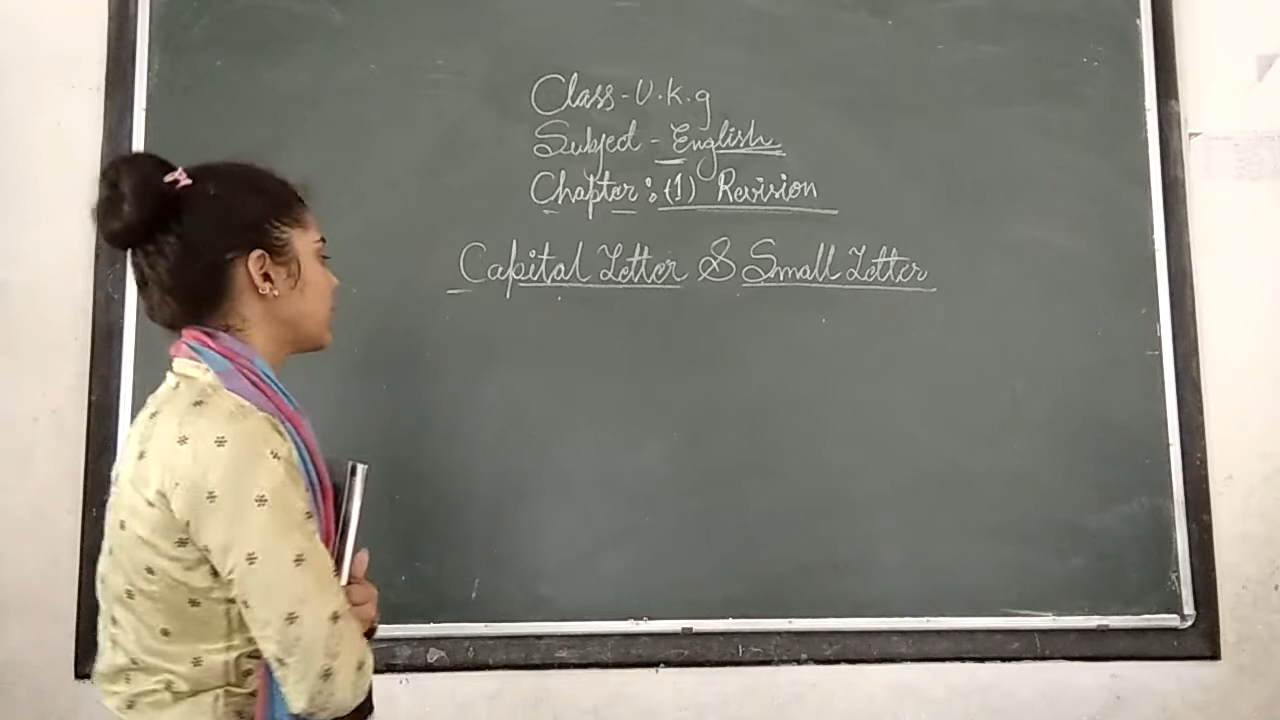 Class - U.K.g
Subject - English
Chapter : (1) Revision
Capital Letter & Small Letter